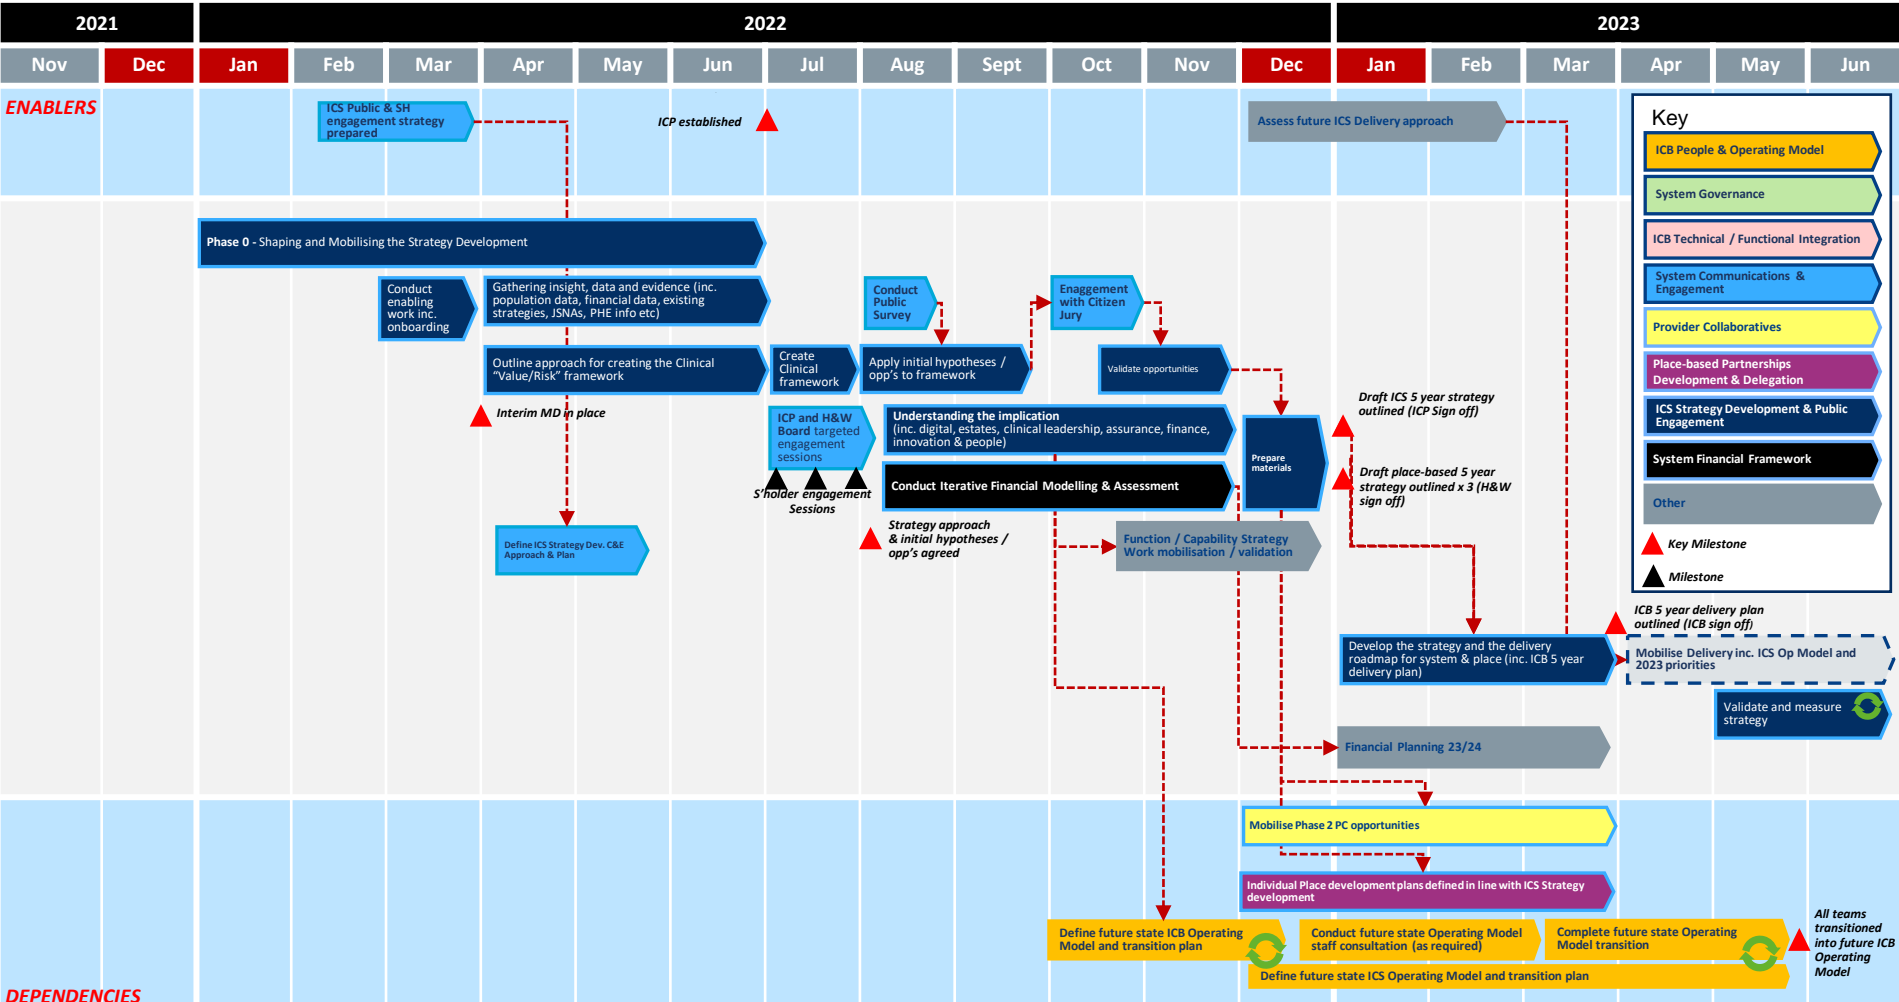 2021
2022
2023
Nov
Dec
Jan
Feb
Mar
Apr
May
Jun
Jul
Aug
Sept
Oct
Nov
Dec
Jan
Feb
Mar
Apr
May
Jun
ENABLERS
ICS Public & SH
engagement strategy
prepared
ICP established
Assess future ICS Delivery approach
Key
ICB People & Operating Model
System Governance
ICB Technical / Functional Integration
System Communications &
Engagement
Provider Collaboratives
Place-based Partnerships
Development & Delegation
ICS Strategy Development & Public
Engagement
System Financial Framework
Other
Key Milestone
Milestone
Phase 0 - Shaping and Mobilising the Strategy Development
Conduct
enabling
work inc.
onboarding
Gathering insight, data and evidence (inc.
population data, financial data, existing
strategies, JSNAs, PHE info etc)
Conduct
Public
Survey
Enaggement
with Citizen
Jury
Outline approach for creating the Clinical
"Value/Risk" framework
Create
Clinical
framework
Apply initial hypotheses /
opp's to framework
Validate opportunities
Interim MD in place
ICP and H&W
Board targeted
engagement
sessions
S'holder engagement
Sessions
Understanding the implication
(inc. digital, estates, clinical leadership, assurance, finance,
innovation & people)
Conduct Iterative Financial Modelling & Assessment
Prepare
materials
Draft ICS 5 year strategy
outlined (ICP Sign off)
Draft place-based 5 year
strategy outlined x 3 (H&W
sign off)
Define ICS Strategy Dev. C&E
Approach & Plan
Strategy approach
& initial hypotheses /
opp's agreed
Function / Capability Strategy
Work mobilisation / validation
ICB 5 year delivery plan
outlined (ICB sign off)
Develop the strategy and the delivery
roadmap for system & place (inc. ICB 5 year
delivery plan)
Mobilise Delivery inc. ICS Op Model and
2023 priorities
Validate and measure
strategy
Financial Planning 23/24
Mobilise Phase 2 PC opportunities
Individual Place development plans defined in line with ICS Strategy
development
Define future state ICB Operating
Model and transition plan
Conduct future state Operating Model
staff consultation (as required)
Complete future state Operating
Model transition
All teams
transitioned
into future ICB
Operating
Model
Define future state ICS Operating Model and transition plan
DEPENDENCIES